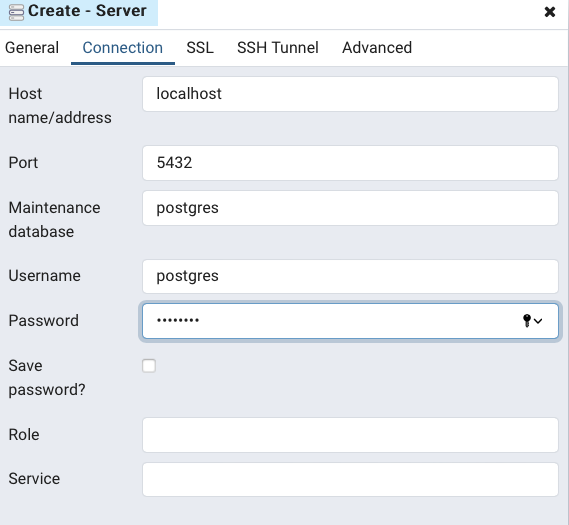 Create - Server
General Connection SSL SSH Tunnel Advanced
Host
name/address
localhost
Port
5432
Maintenance
database
postgres
Username
postgres
Password
••••••••
Save
password?
Role
Service